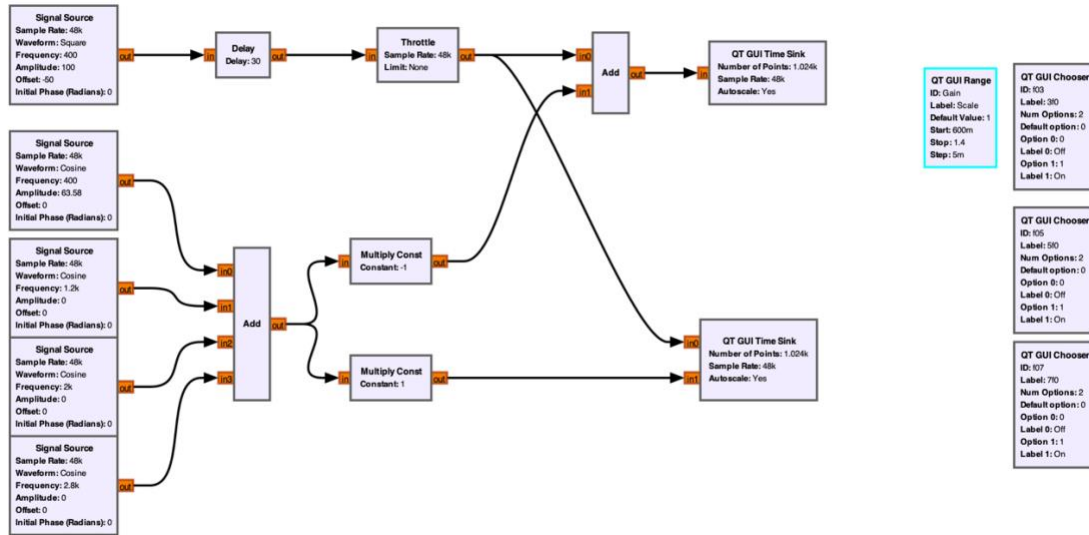 Signal Source
Sample Rate: 48k
Waveform: Square
Frequency: 400
Amplitude: 100
Offset: -50
Initial Phase (Radians): 0
out
in
Delay
Delay: 30
out
in
Throttle
Sample Rate: 48k
Limit: None
out
in0
in1
Add
out
in
QT GUI Time Sink
Number of Points: 1.024k
Sample Rate: 48k
Autoscale: Yes
QT GUI Range
ID: Gain
Label: Scale
Default Value: 1
Start: 600m
Stop: 1.4
Step: 5m
QT GUI Chooser
ID: f03
Label: 3f0
Num Options: 2
Default option: 0
Option 0: 0
Label 0: Off
Option 1: 1
Label 1: On
Signal Source
Sample Rate: 48k
Waveform: Cosine
Frequency: 400
Amplitude: 63.58
Offset: 0
Initial Phase (Radians): 0
out
Signal Source
Sample Rate: 48k
Waveform: Cosine
Frequency: 1.2k
Amplitude: 0
Offset: 0
Initial Phase (Radians): 0
out
Signal Source
Sample Rate: 48k
Waveform: Cosine
Frequency: 2k
Amplitude: 0
Offset: 0
Initial Phase (Radians): 0
out
Signal Source
Sample Rate: 48k
Waveform: Cosine
Frequency: 2.8k
Amplitude: 0
Offset: 0
Initial Phase (Radians): 0
out
in0
in1
in2
in3
Add
out
in
Multiply Const
Constant: -1
out
in
Multiply Const
Constant: 1
out
in0
in1
QT GUI Time Sink
Number of Points: 1.024k
Sample Rate: 48k
Autoscale: Yes
QT GUI Chooser
ID: f05
Label: 5f0
Num Options: 2
Default option: 0
Option 0: 0
Label 0: Off
Option 1: 1
Label 1: On
QT GUI Chooser
ID: f07
Label: 7f0
Num Options: 2
Default option: 0
Option 0: 0
Label 0: Off
Option 1: 1
Label 1: On